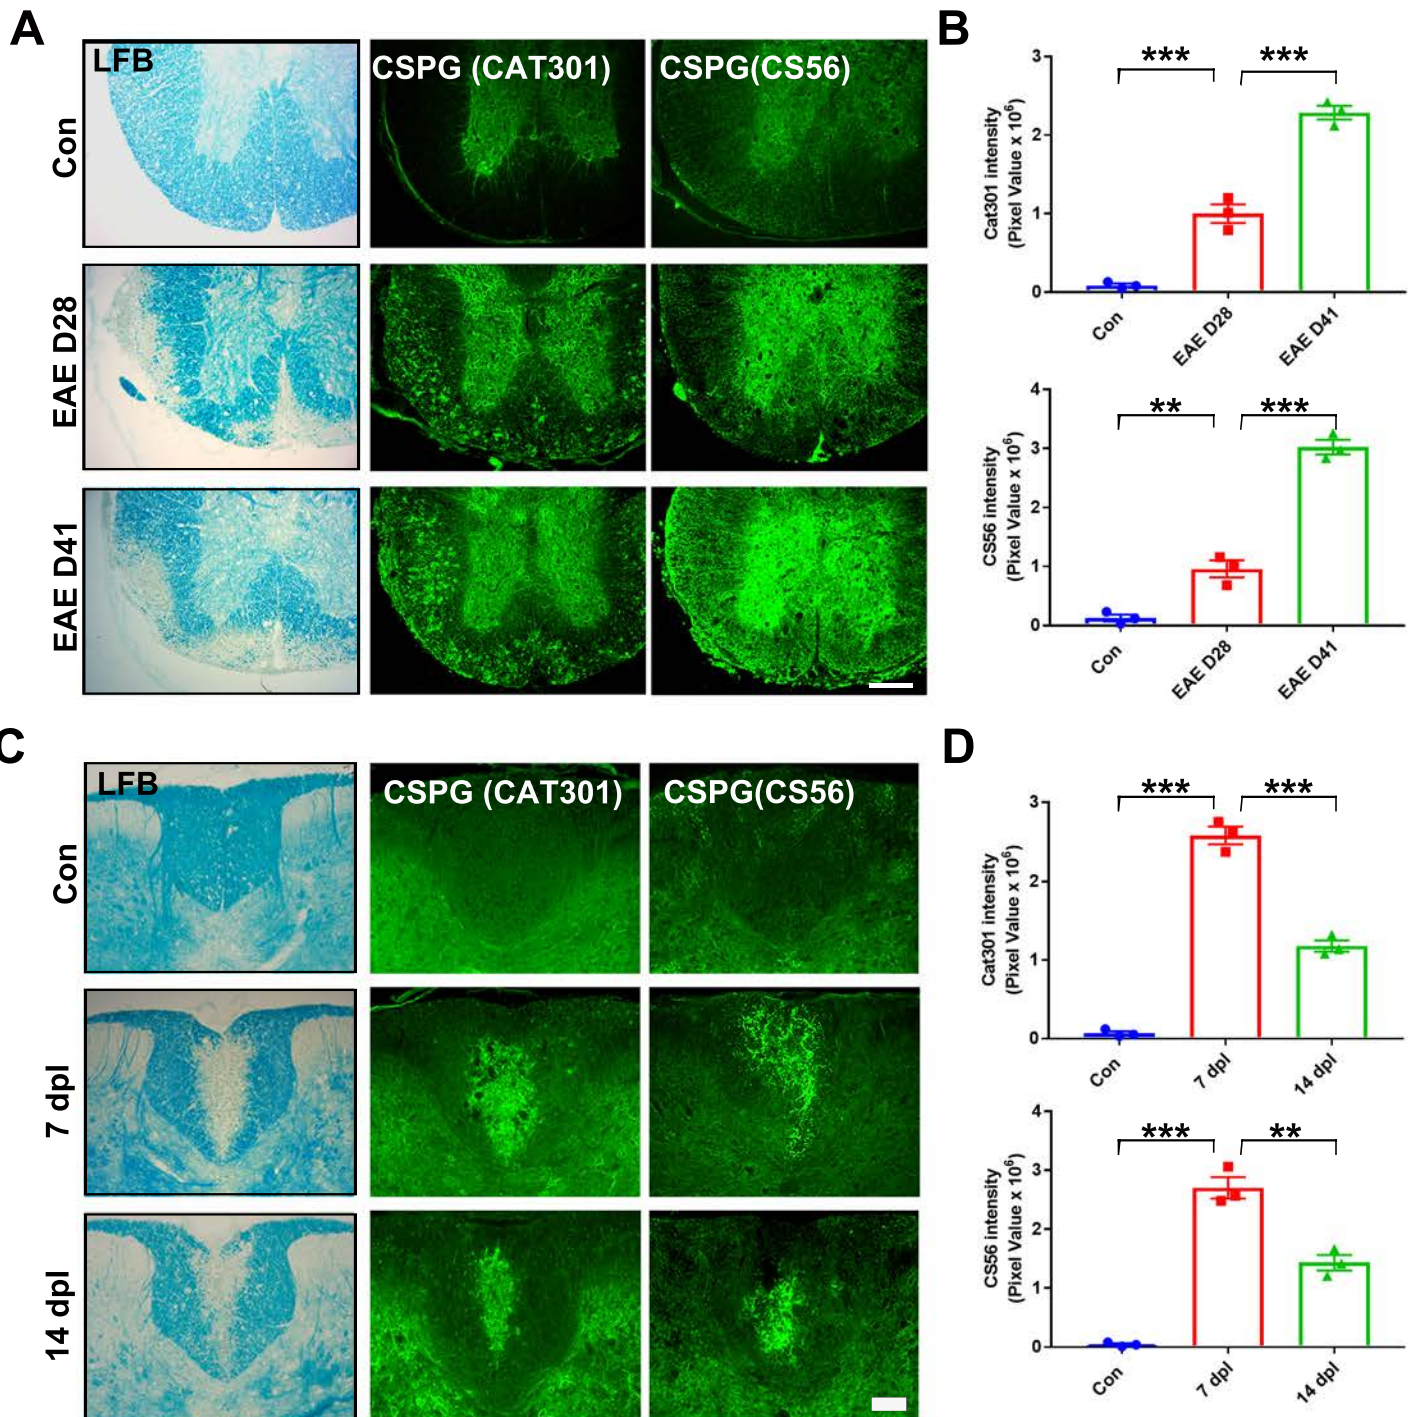 A
LFB
CSPG (CAT301)
CSPG(CS56)
Con
EAE D28
EAE D41
B
***
***
3
2
1
0
Cat301 intensity
(Pixel Value x 10⁶)
Con
EAE D28
EAE D41
**
***
4
3
2
1
0
CS56 intensity
(Pixel Value x 10⁶)
Con
EAE D28
EAE D41
C
LFB
CSPG (CAT301)
CSPG(CS56)
Con
7 dpl
14 dpl
D
***
***
3
2
1
0
Cat301 intensity
(Pixel Value x 10⁶)
Con
7 dpl
14 dpl
***
**
4
3
2
1
0
CS56 intensity
(Pixel Value x 10⁶)
Con
7 dpl
14 dpl